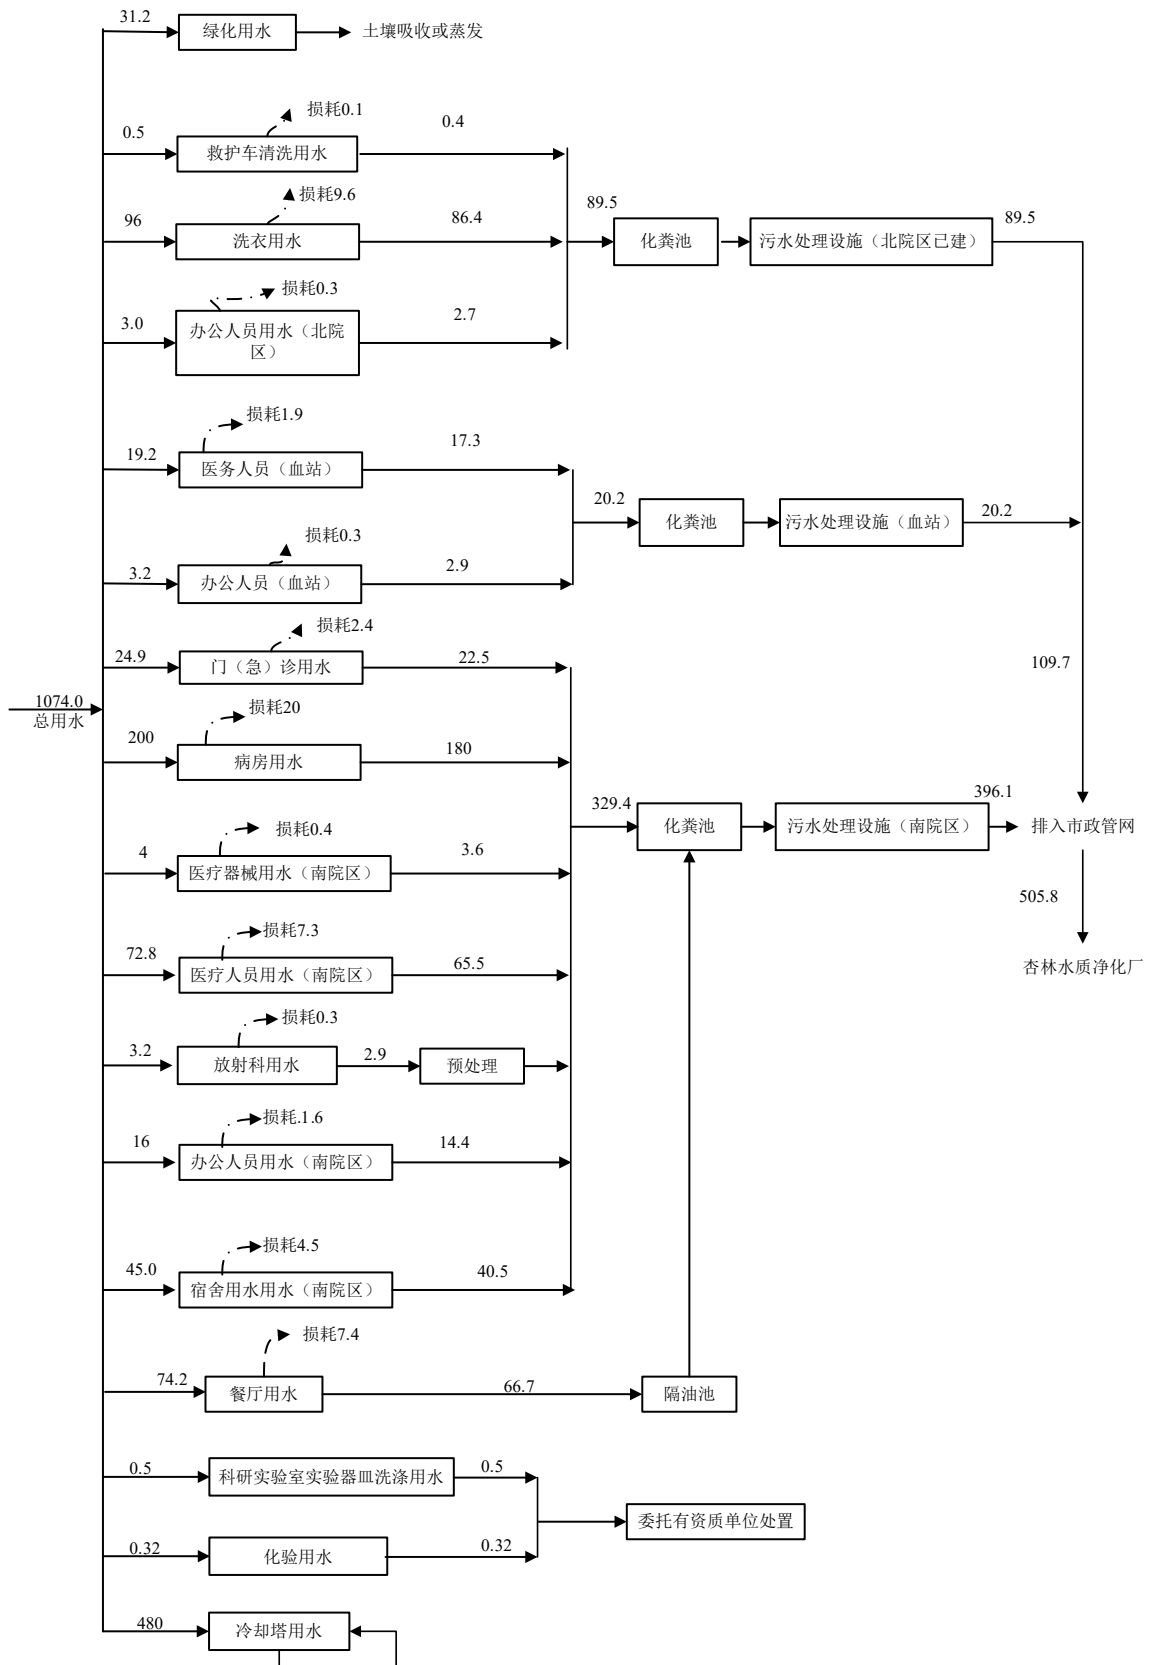 31.2
绿化用水
土壤吸收或蒸发
损耗0.1
0.5
救护车清洗用水
0.4
损耗9.6
96
洗衣用水
86.4
89.5
化粪池
污水处理设施（北院区已建）
89.5
损耗0.3
3.0
办公人员用水（北院
区）
2.7
损耗1.9
19.2
医务人员（血站）
17.3
20.2
化粪池
污水处理设施（血站）
20.2
损耗0.3
3.2
办公人员（血站）
2.9
损耗2.4
24.9
门（急）诊用水
22.5
109.7
1074.0
总用水
损耗20
200
病房用水
180
329.4
化粪池
污水处理设施（南院区）
396.1
排入市政管网
损耗0.4
4
医疗器械用水（南院区）
3.6
505.8
杏林水质净化厂
损耗7.3
72.8
医疗人员用水（南院区）
65.5
损耗0.3
3.2
放射科用水
2.9
预处理
损耗.1.6
16
办公人员用水（南院区）
14.4
损耗4.5
45.0
宿舍用水用水（南院区）
40.5
损耗7.4
74.2
餐厅用水
66.7
隔油池
0.5
科研实验室实验器皿洗涤用水
0.5
委托有资质单位处置
0.32
化验用水
0.32
480
冷却塔用水